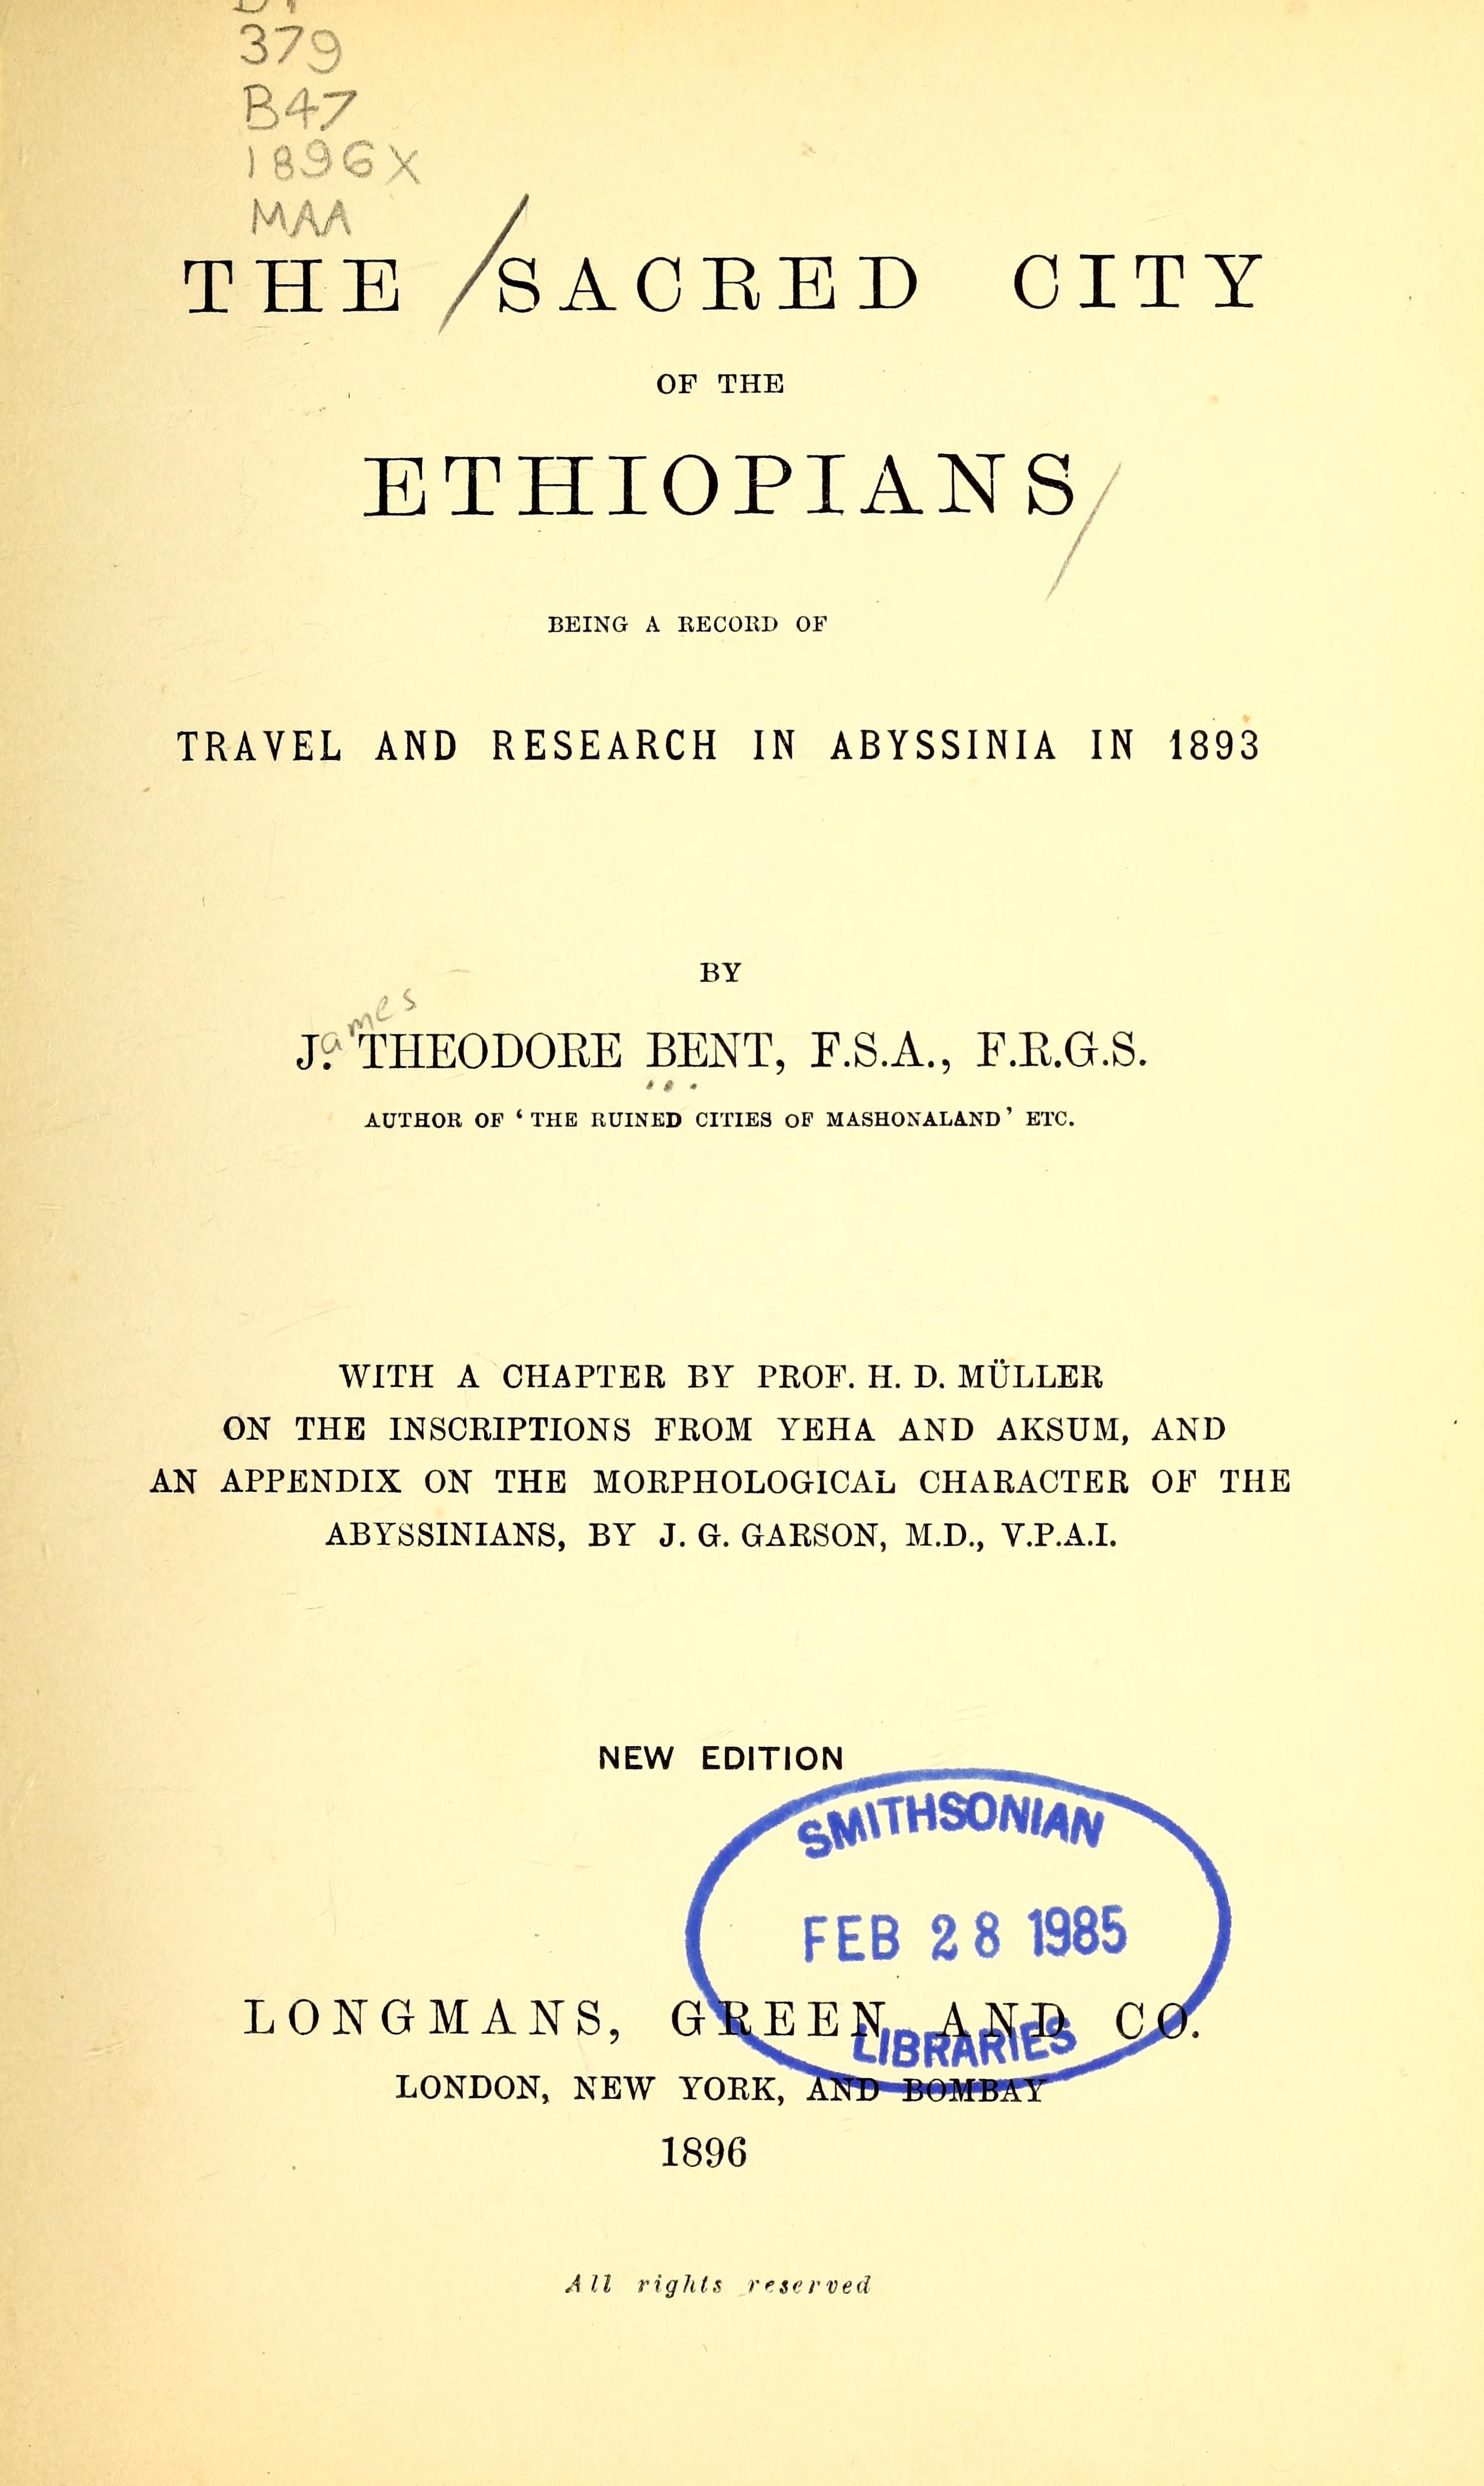 379
B47
1896X
MAA
THE SACRED CITY
OF THE
ETHIOPIANS
BEING A RECORD OF
TRAVEL AND RESEARCH IN ABYSSINIA IN 1893
BY
ames
J. THEODORE BENT, F.S.A., F.R.G.S.
AUTHOR OF ‘ THE RUINED CITIES OF MASHONALAND ’ ETC.
WITH A CHAPTER BY PROF. H. D. MÜLLER
ON THE INSCRIPTIONS FROM YEHA AND AKSUM, AND
AN APPENDIX ON THE MORPHOLOGICAL CHARACTER OF THE
ABYSSINIANS, BY J. G. GARSON, M.D., V.P.A.I.
NEW EDITION
SMITHSONIAN
FEB 28 1985
LIBRARIES
LONGMANS, GREEN AND CO.
LONDON, NEW YORK, AND BOMBAY
1896
All rights reserved